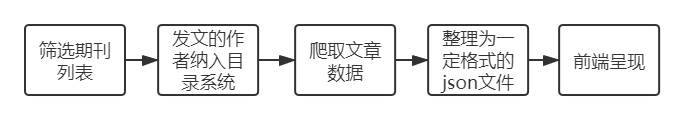 筛选期刊
列表
发文的作
者纳入目
录系统
爬取文章
数据
整理为一
定格式的
json文件
前端呈现